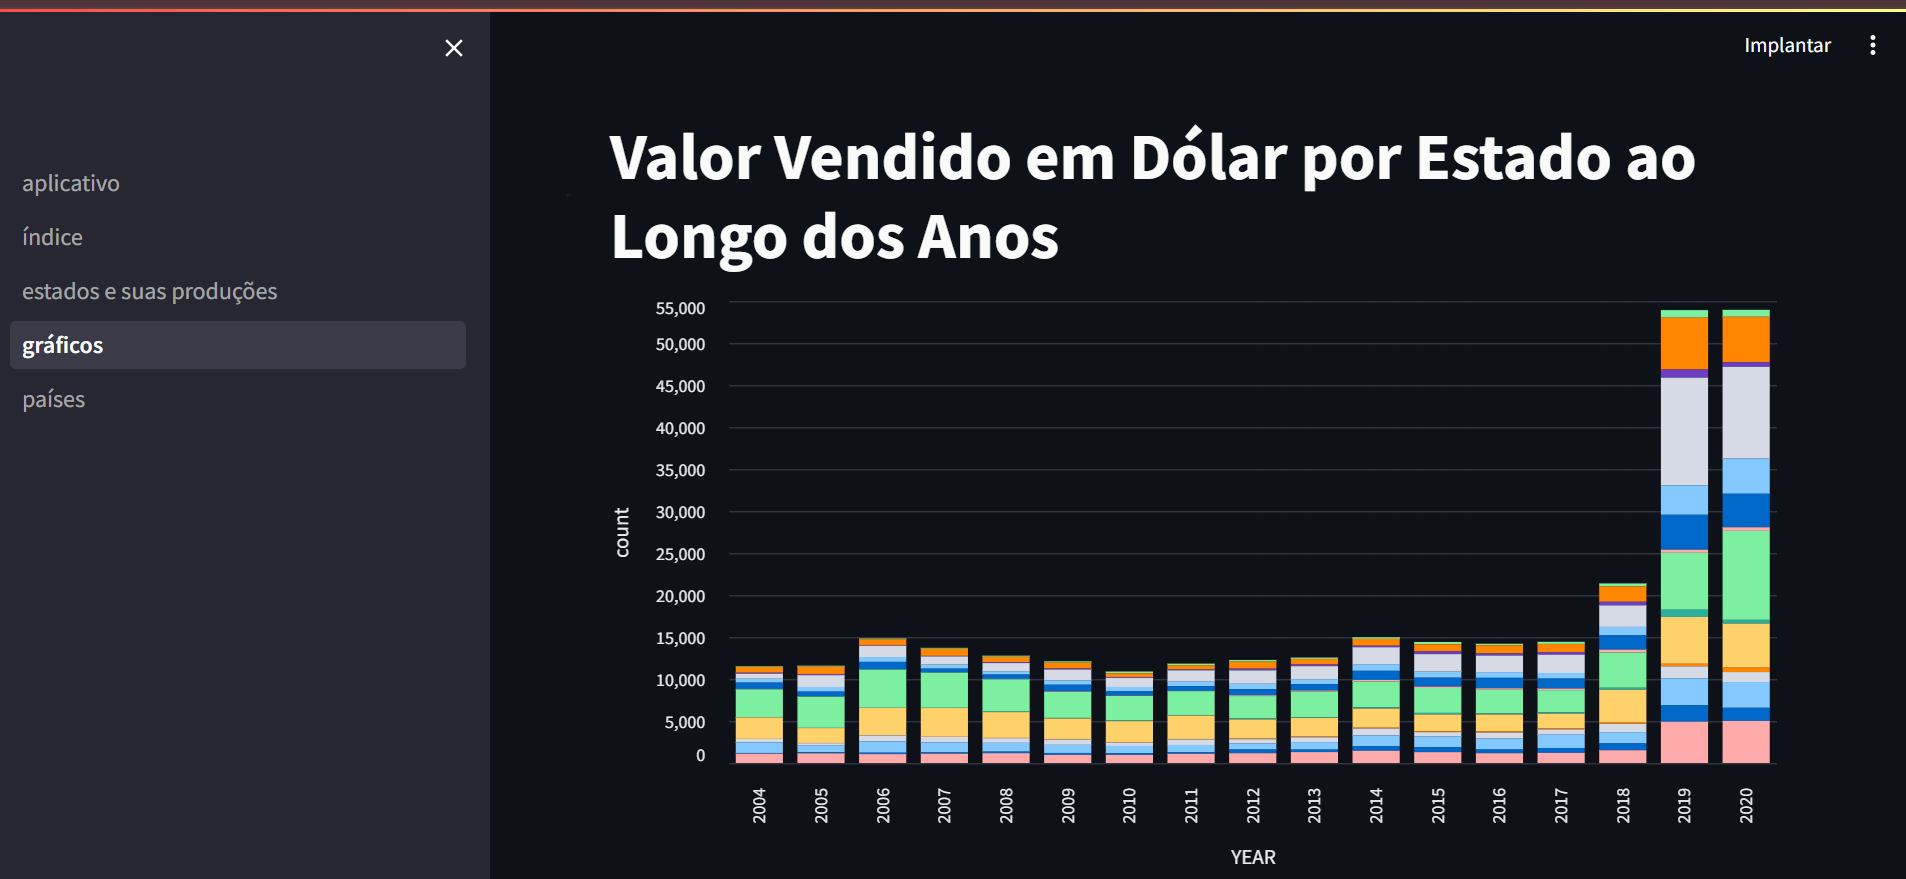 Implantar
aplicativo
índice
estados e suas produções
gráficos
países
Valor Vendido em Dólar por Estado ao
Longo dos Anos
55,000
50,000
45,000
40,000
35,000
30,000
25,000
20,000
15,000
10,000
5,000
0
count
2004
2005
2006
2007
2008
2009
2010
2011
2012
2013
2014
2015
2016
2017
2018
2019
2020
YEAR